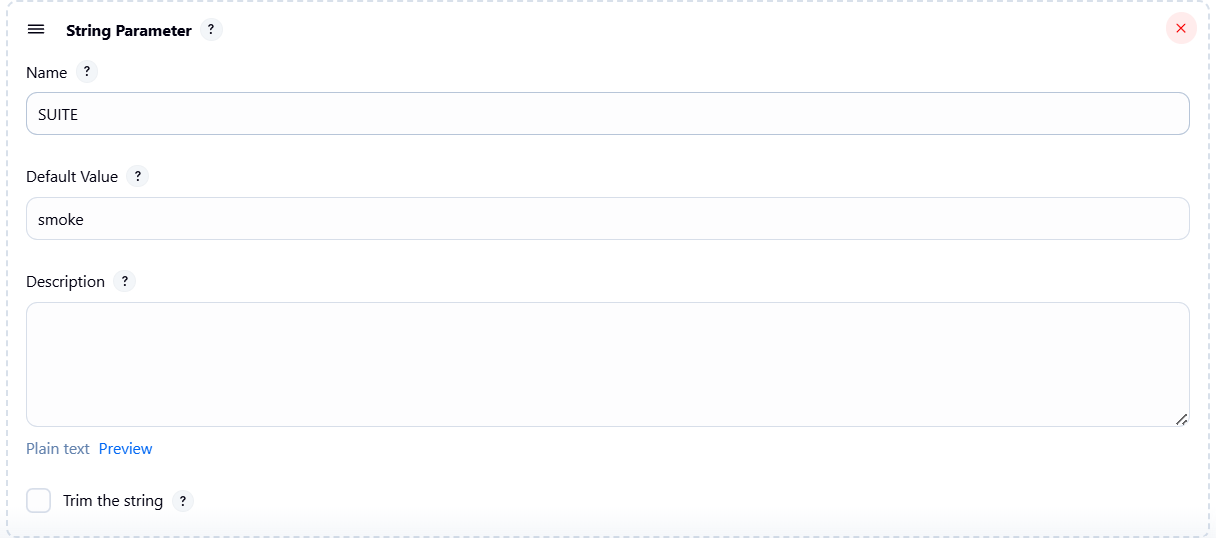 String Parameter ?
Name ?
SUITE
Default Value ?
smoke
Description ?
Plain text Preview
Trim the string ?